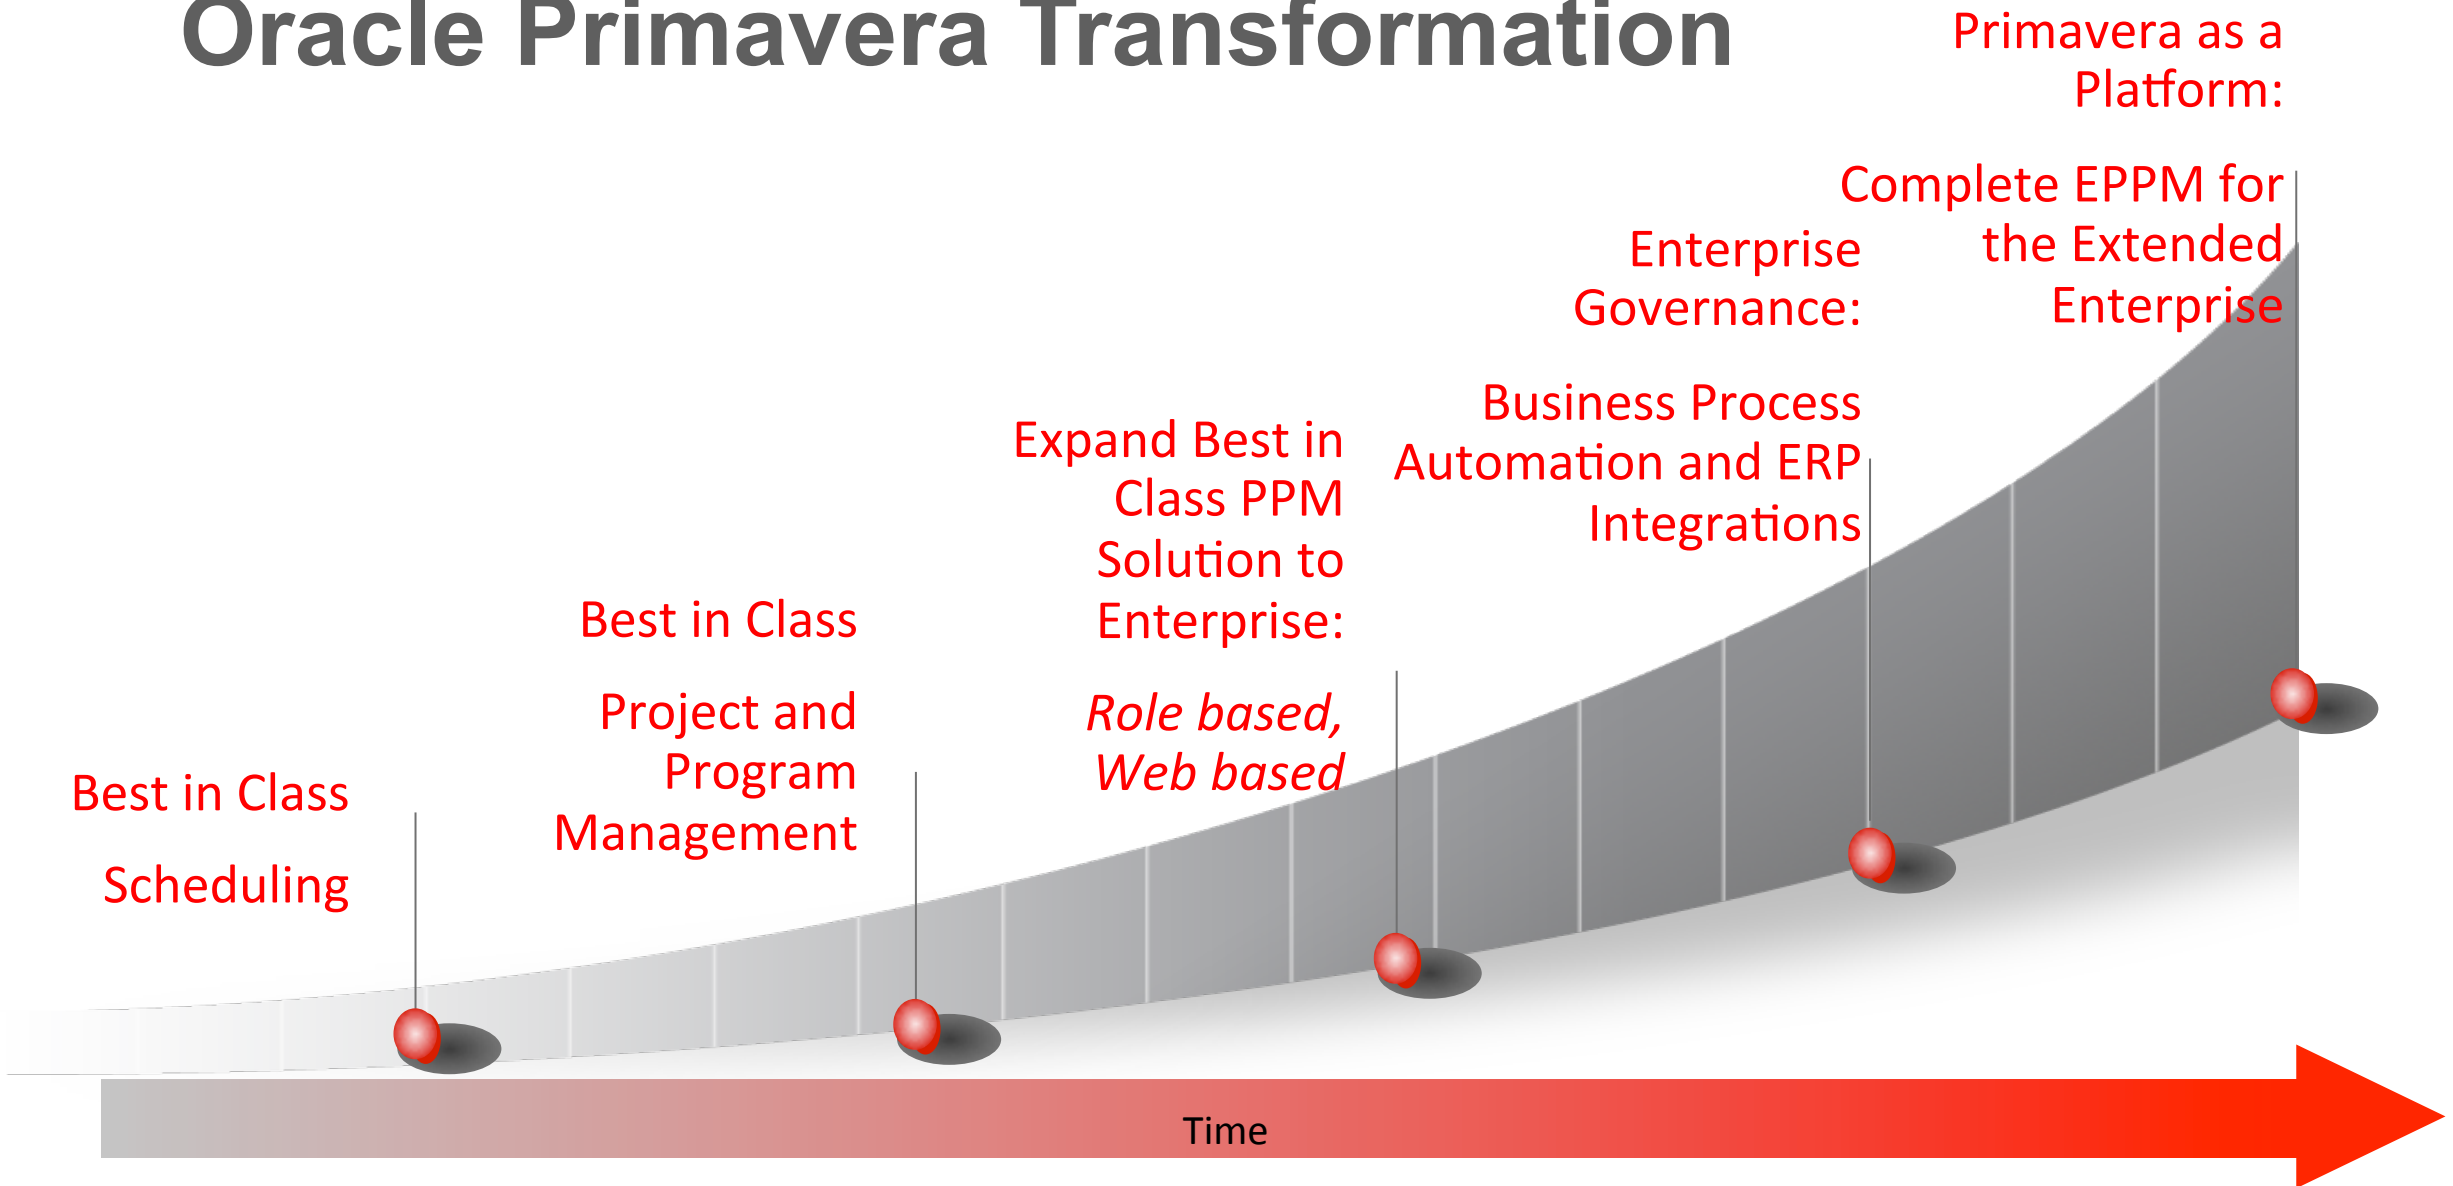 Oracle Primavera Transformation
Best in Class
Scheduling
Best in Class
Project and
Program
Management
Expand Best in
Class PPM
Solution to
Enterprise:
Role based,
Web based
Enterprise
Governance:
Business Process
Automation and ERP
Integrations
Primavera as a
Platform:
Complete EPPM for
the Extended
Enterprise
Time